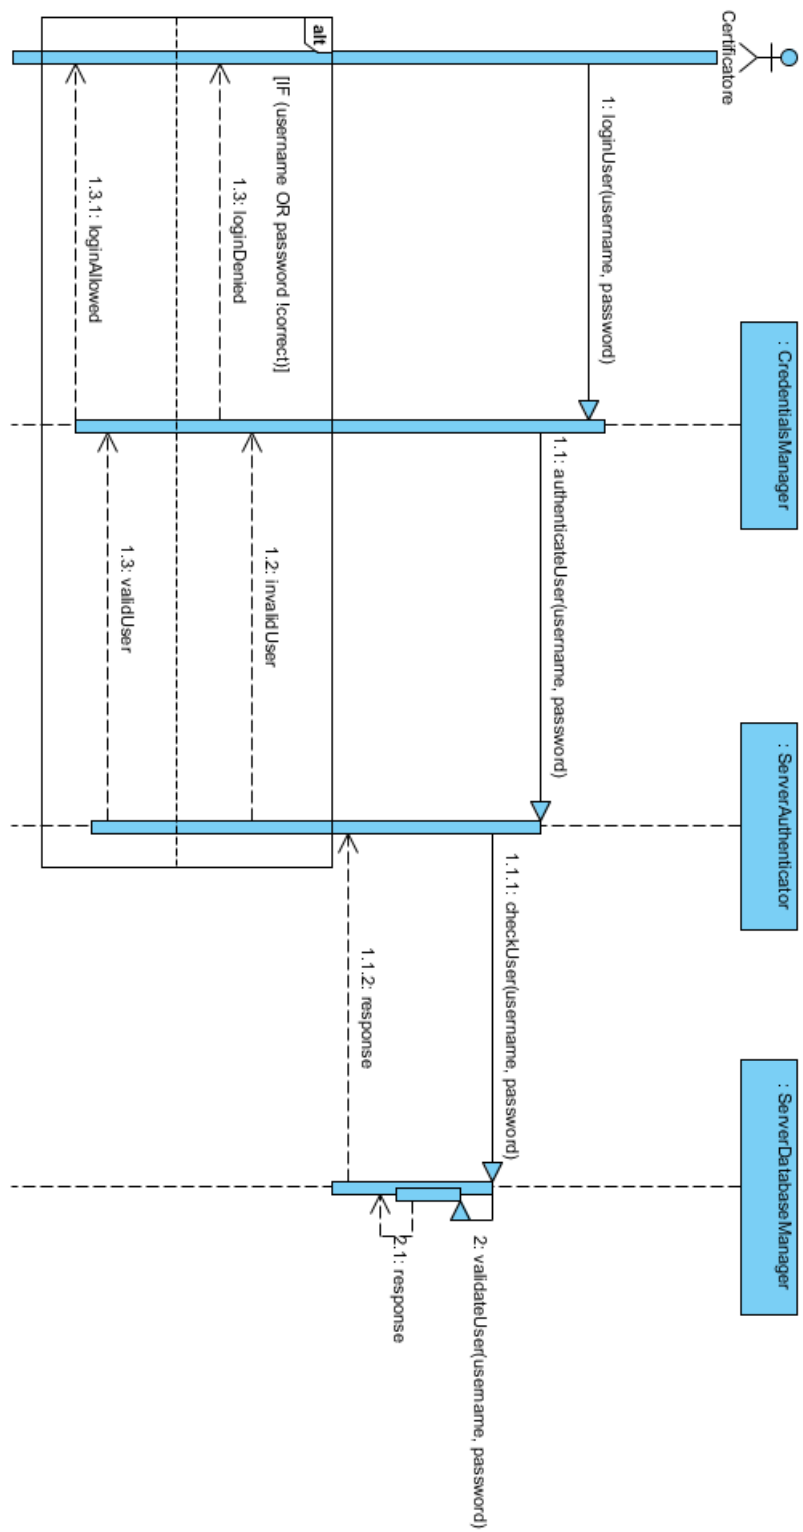 Certificatore
: CredentialsManager
: ServerAuthenticator
: ServerDatabaseManager
1: loginUser(username, password)
1.1: authenticateUser(username, password)
1.1.1: checkUser(username, password)
2: validateUser(username, password)
2.1: response
1.1.2: response
alt
[IF (username OR password !correct)]
1.2: invalidUser
1.3: loginDenied
1.3: validUser
1.3.1: loginAllowed